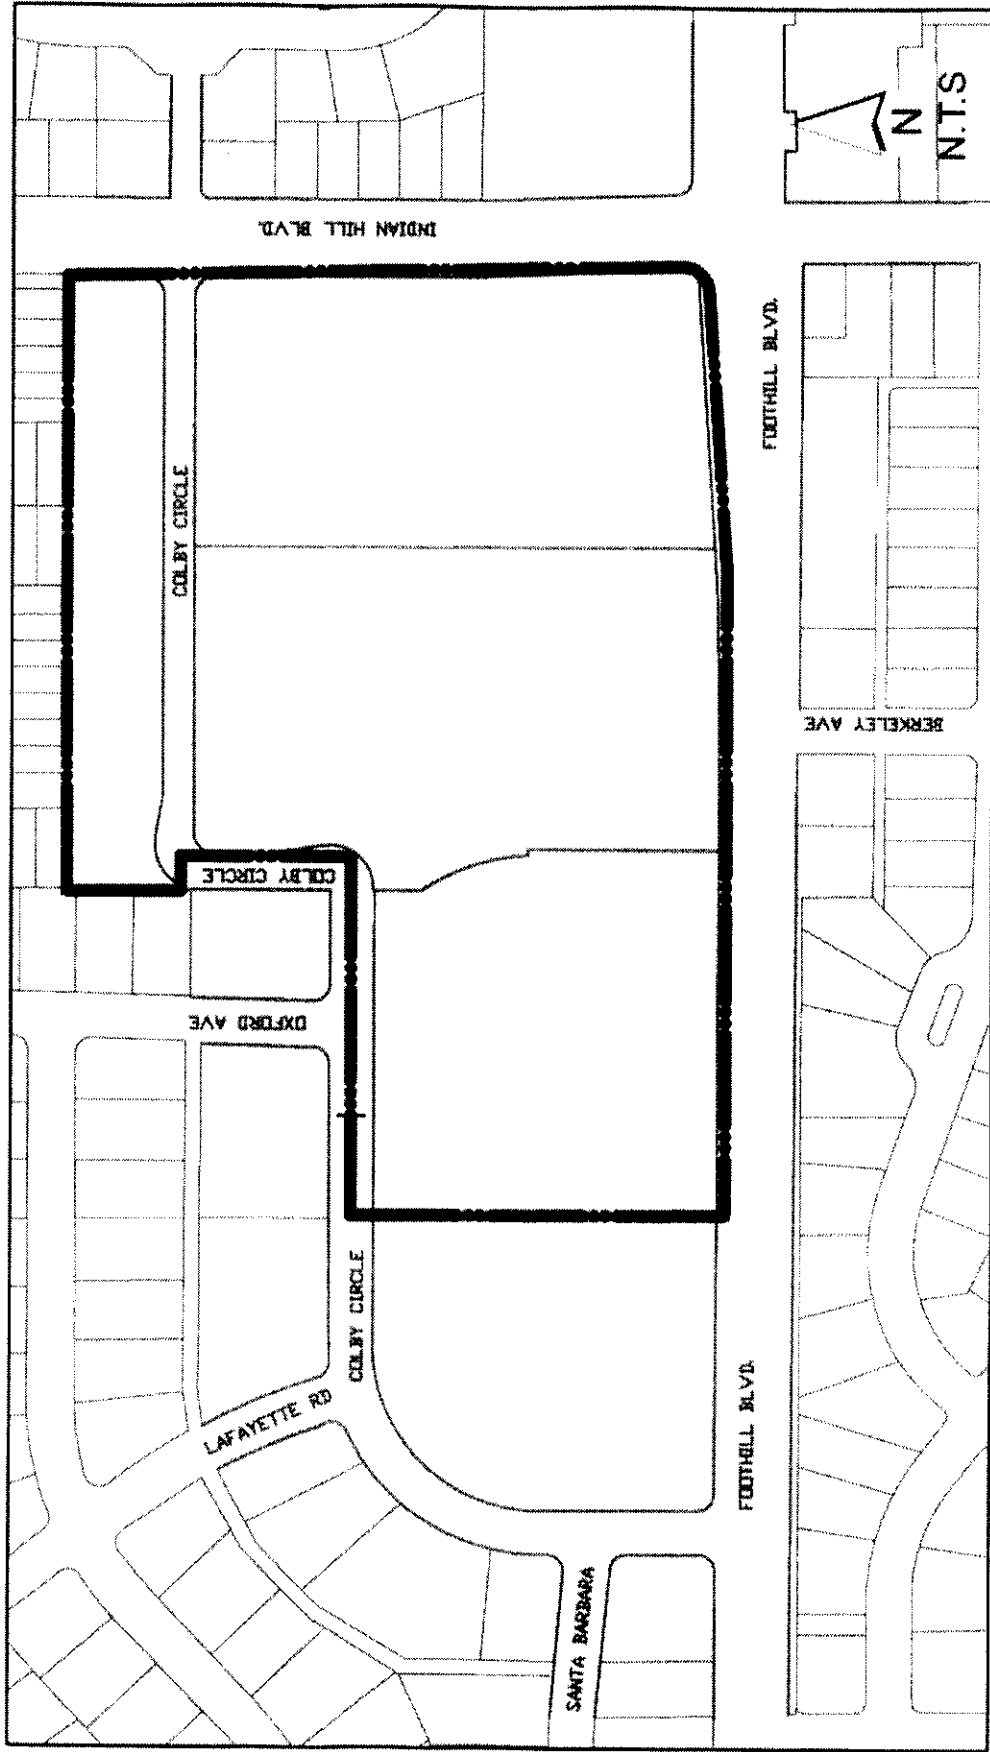 INDIAN HILL BLVD.
N
N.T.S
FOOTHILL BLVD.
COLBY CIRCLE
BERKELEY AVE
COLBY CIRCLE
OXFORD AVE
COLBY CIRCLE
LAFAYETTE RD
FOOTHILL BLVD.
SANTA BARBARA